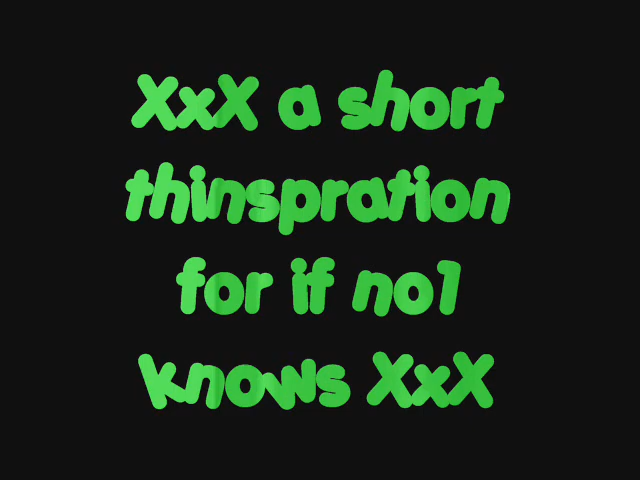 XxX a short
thinspration
for if no1
knows XxX